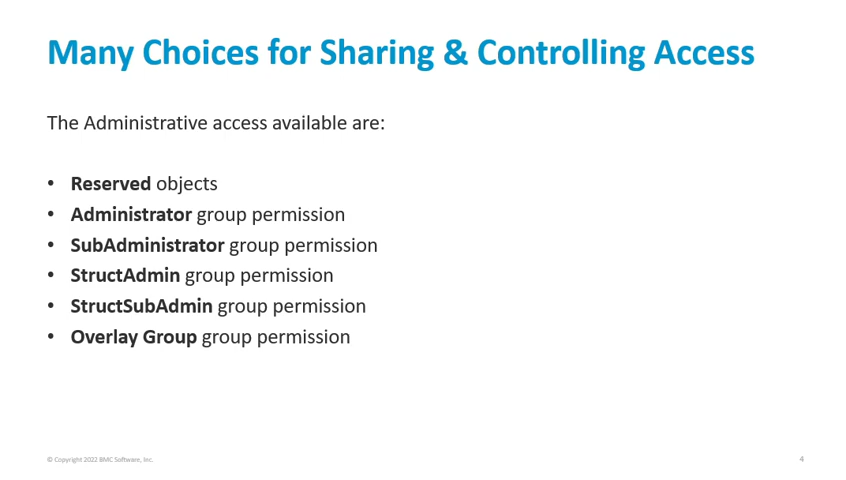 Many Choices for Sharing & Controlling Access
The Administrative access available are:
• Reserved objects
• Administrator group permission
• SubAdministrator group permission
• StructAdmin group permission
• StructSubAdmin group permission
• Overlay Group group permission
© Copyright 2022 BMC Software, Inc.
4